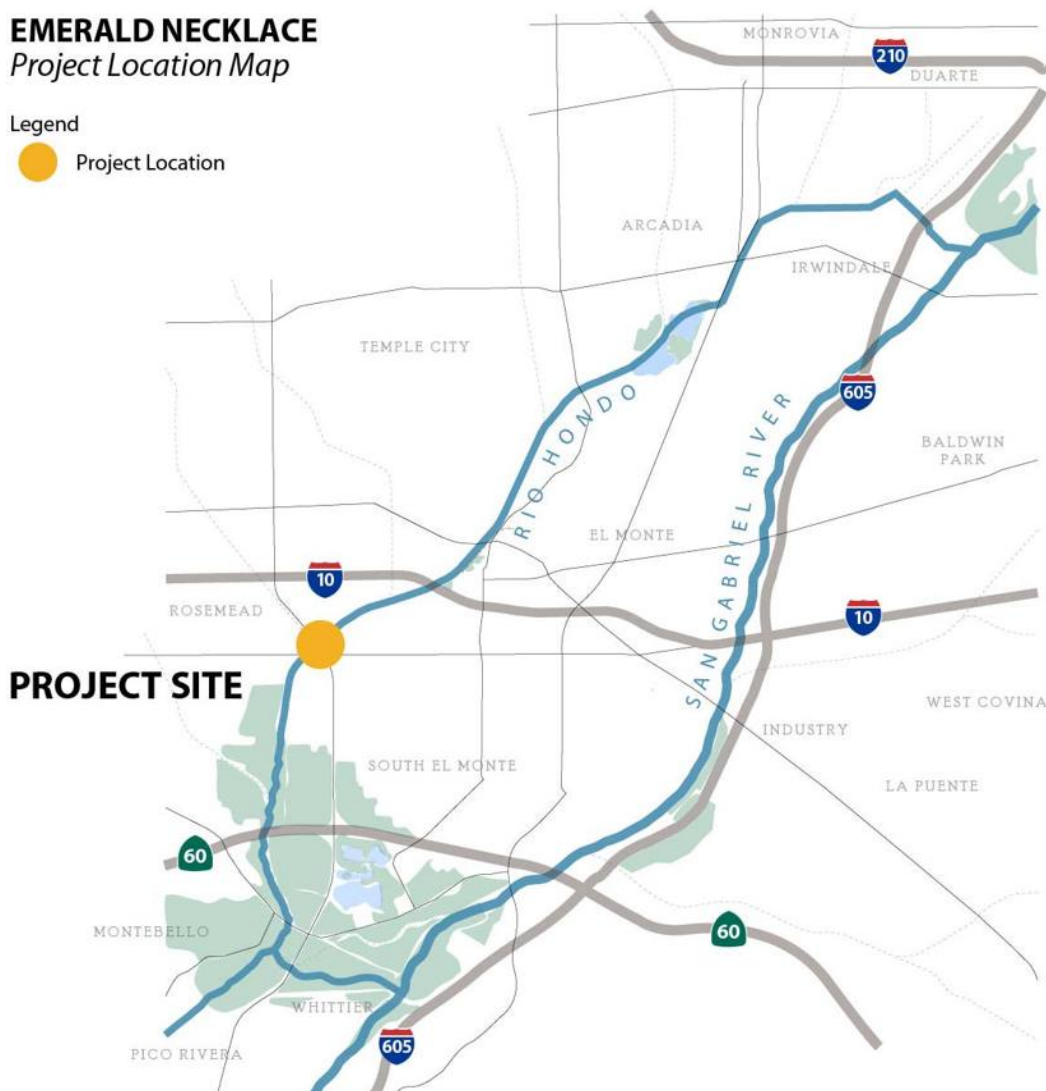 EMERALD NECKLACE
Project Location Map
Legend
Project Location
MONROVIA
210
DUARTE
ARCADIA
IRWINDALE
TEMPLE CITY
RIO HONDO
605
SAN GABRIEL RIVER
BALDWIN
PARK
EL MONTE
10
ROSEMEAD
10
PROJECT SITE
WEST COVINA
INDUSTRY
SOUTH EL MONTE
LA PUENTE
60
MONTEBELLO
60
WHITTIER
605
PICO RIVERA